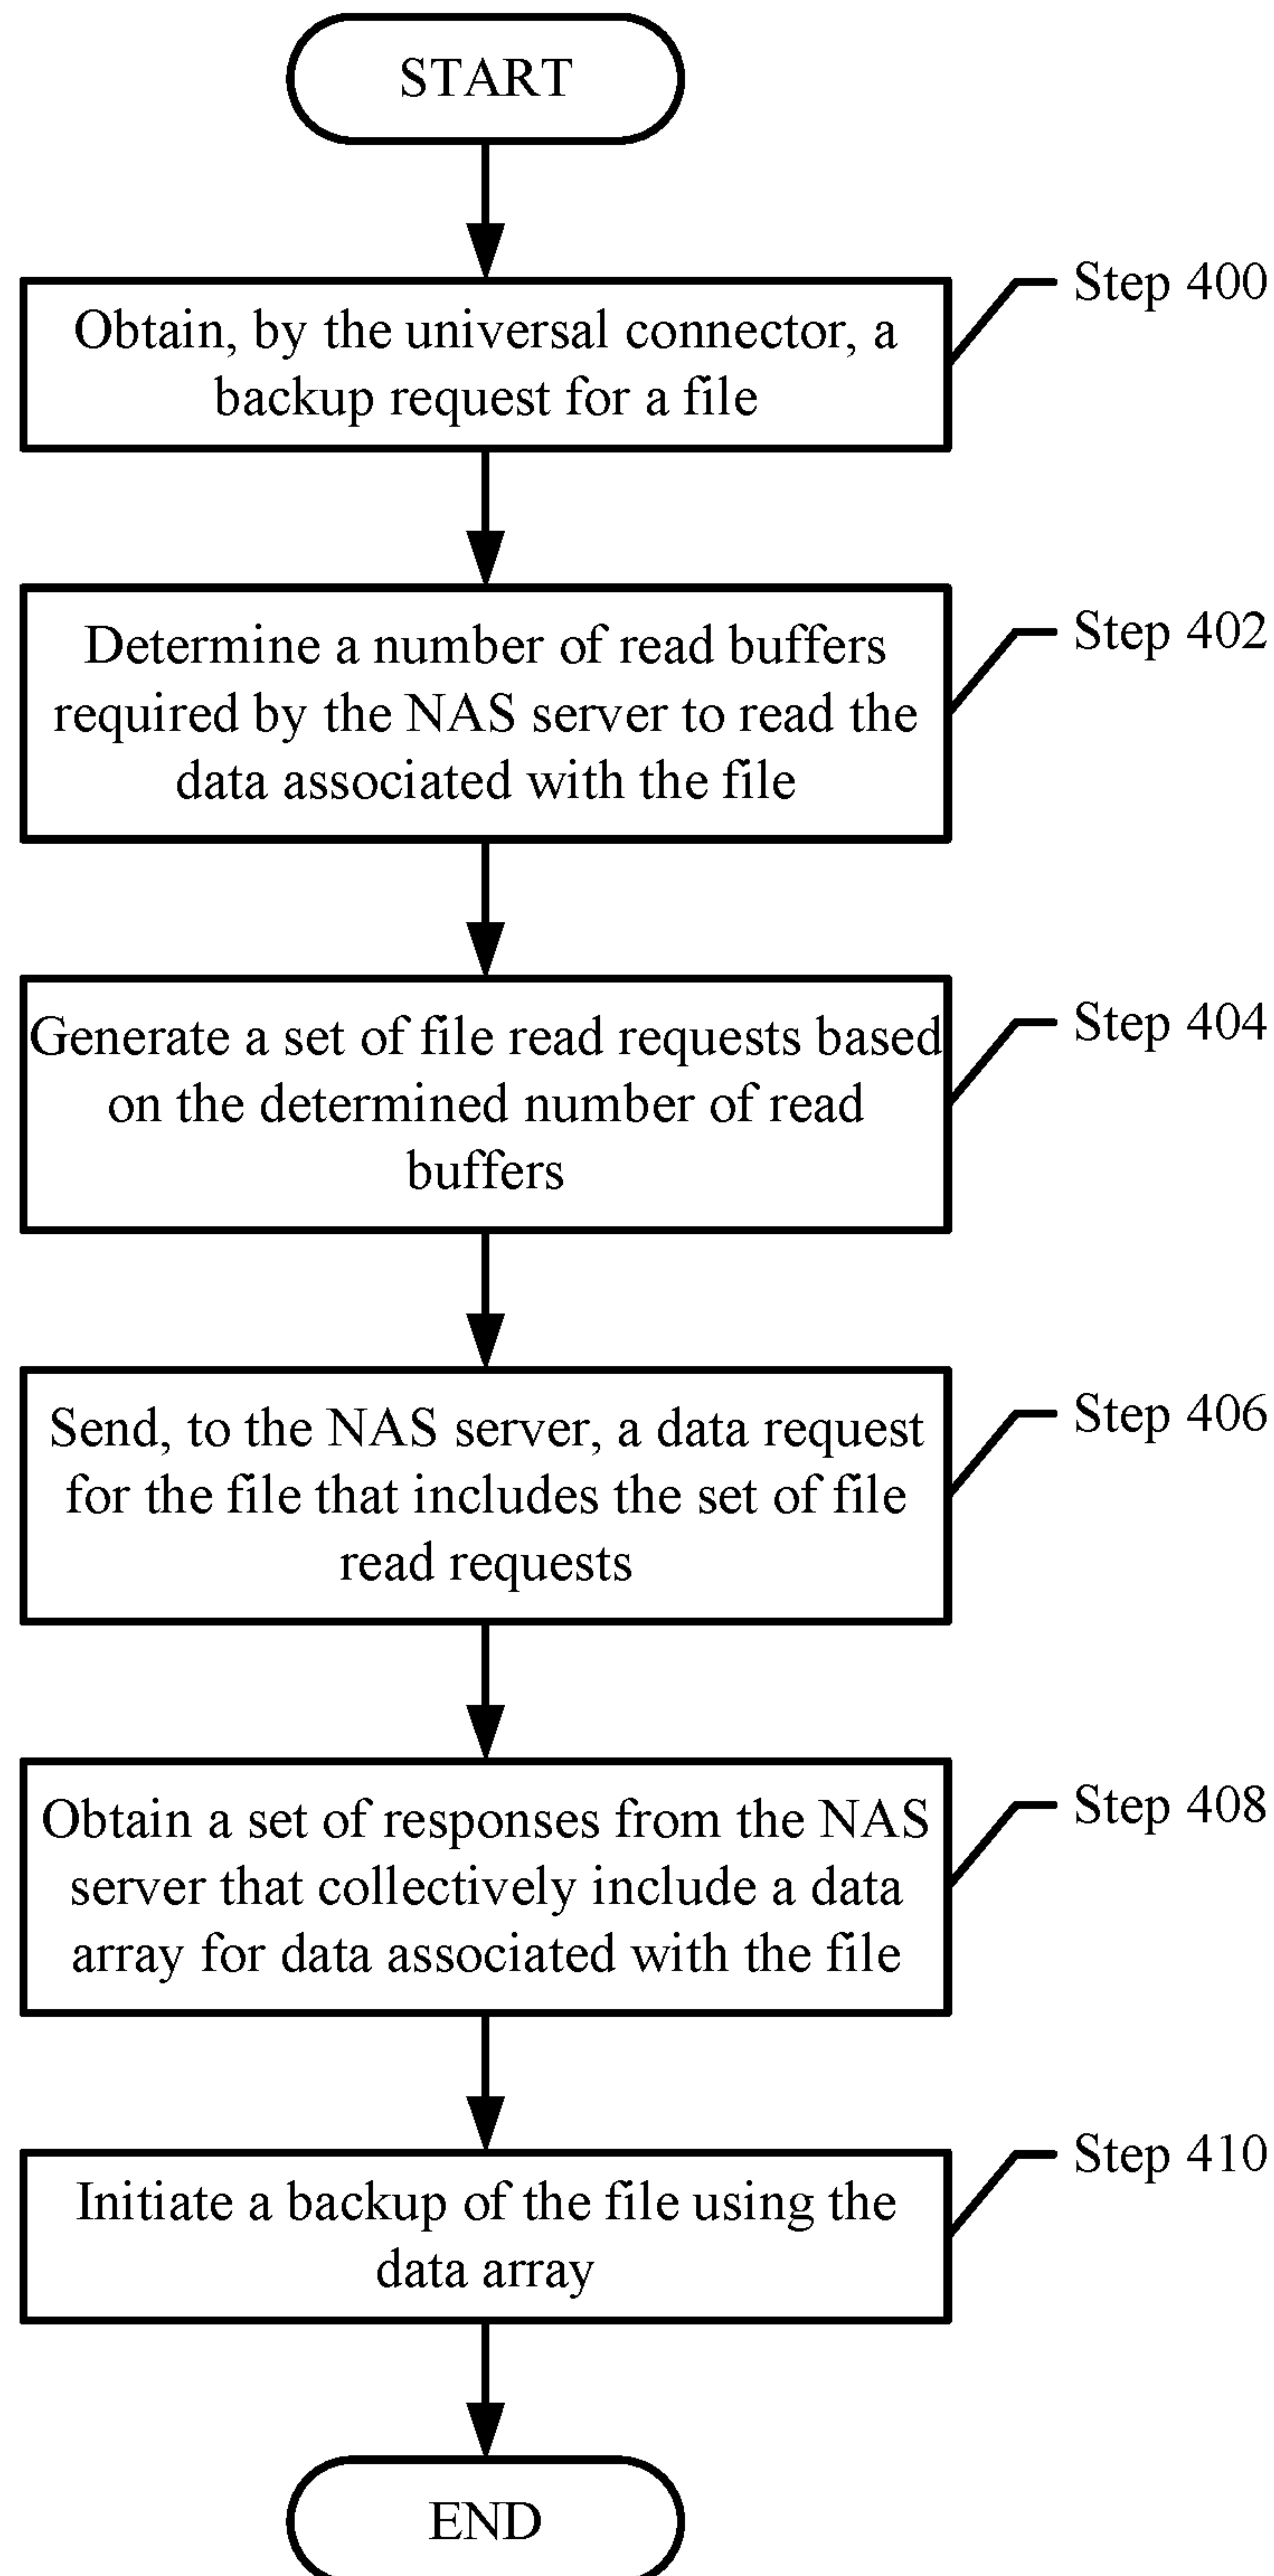 START
Step 400
Obtain, by the universal connector, a
backup request for a file
Step 402
Determine a number of read buffers
required by the NAS server to read the
data associated with the file
Step 404
Generate a set of file read requests based
on the determined number of read
buffers
Step 406
Send, to the NAS server, a data request
for the file that includes the set of file
read requests
Step 408
Obtain a set of responses from the NAS
server that collectively include a data
array for data associated with the file
Step 410
Initiate a backup of the file using the
data array
END